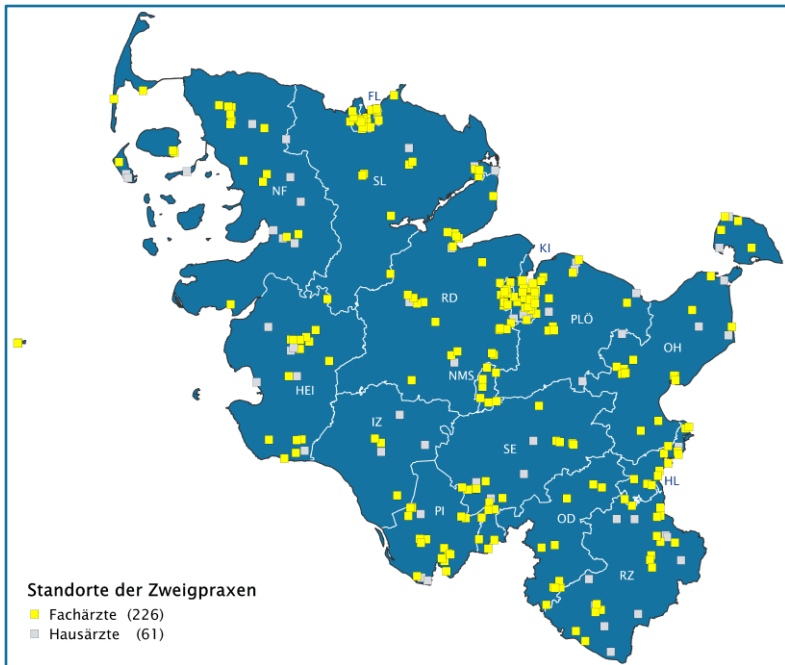 FL
SL
NF
KI
RD
PLÖ
OH
NMS
HEI
IZ
SE
HL
PI
OD
RZ
Standorte der Zweigpraxen
Fachärzte (226)
Hausärzte (61)